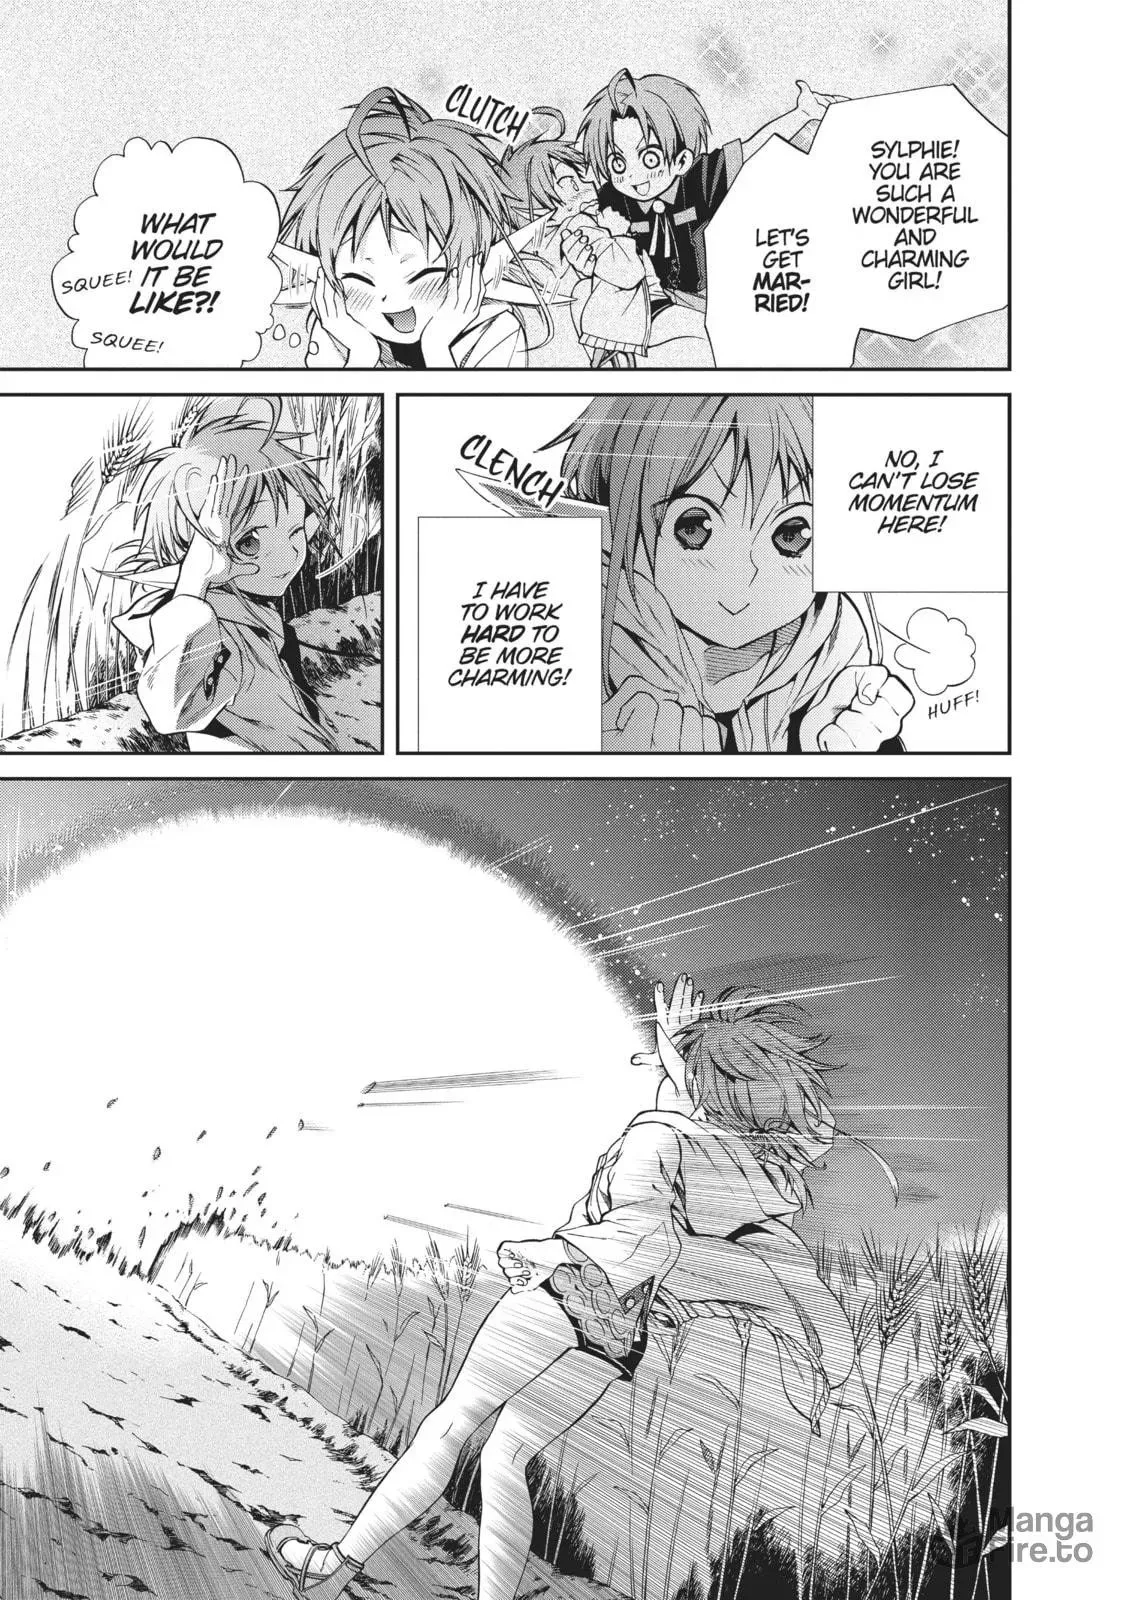 SYLPHIE!
YOU ARE
SUCH A
WONDERFUL
AND
CHARMING
GIRL!
LET'S
GET
MAR-
RIED!
CLUTCH
WHAT
WOULD
IT BE
LIKE?!
SQUEE!
SQUEE!
NO, I
CAN'T LOSE
MOMENTUM
HERE!
HUFF!
CLENCH
I HAVE
TO WORK
HARD TO
BE MORE
CHARMING!
Manga
Fire.to